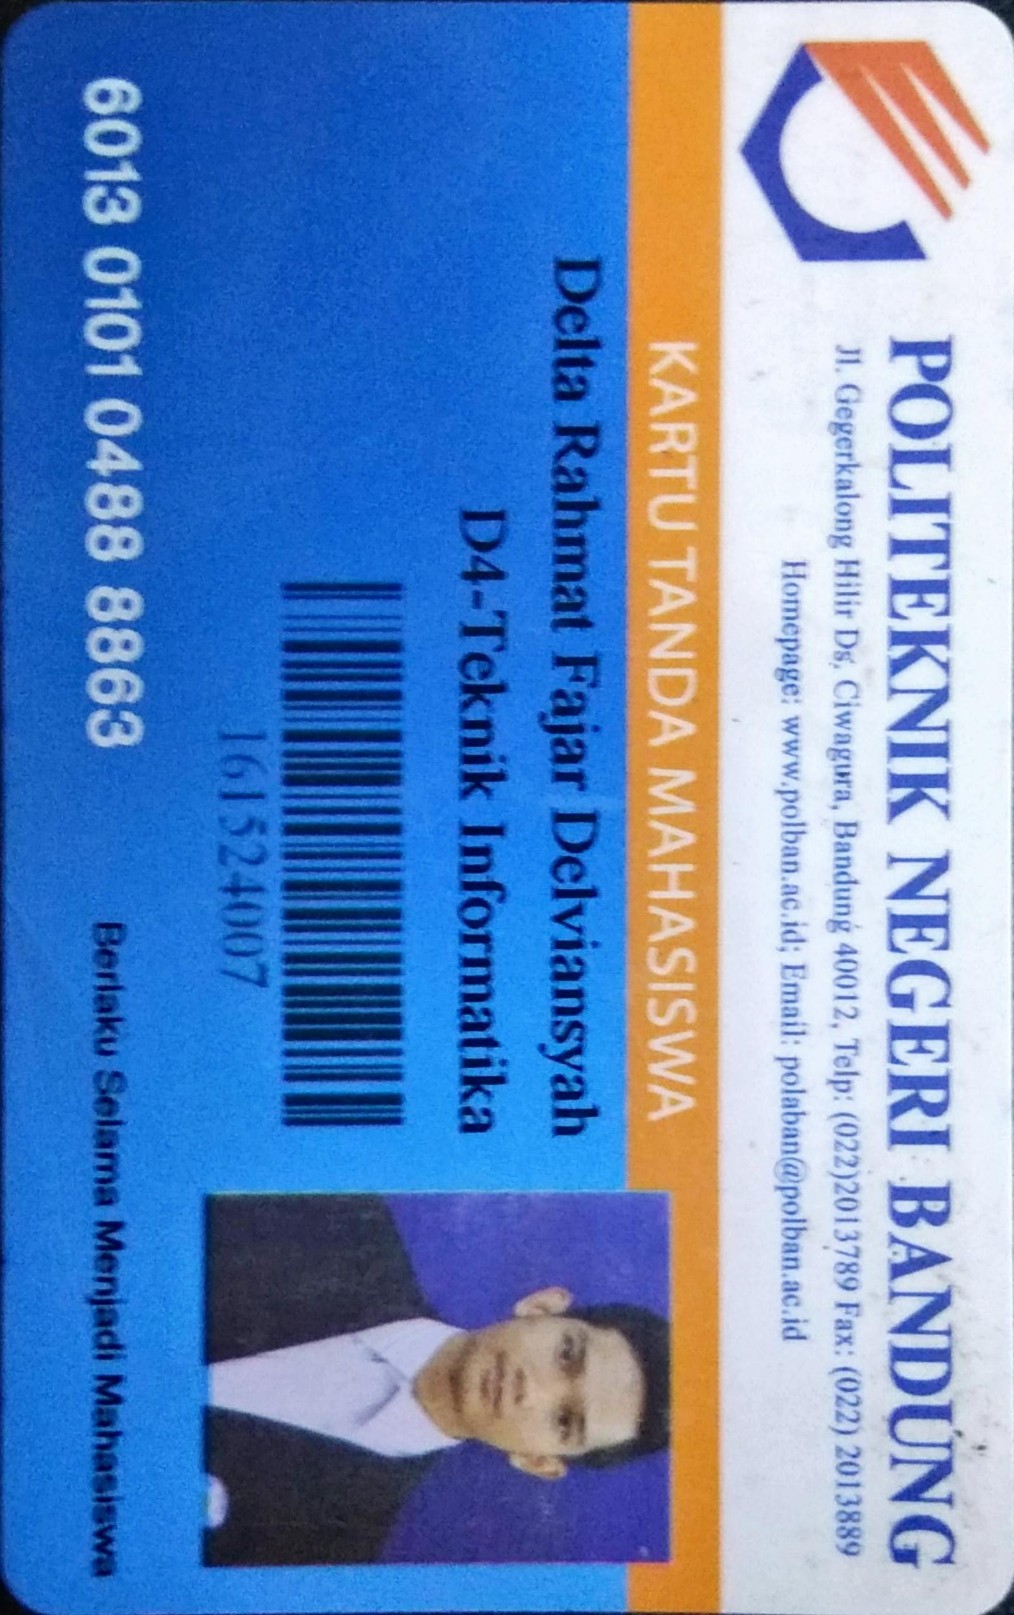 POLITEKNIK NEGERI BANDUNG
Jl. Gegerkalong Hilir Ds, Ciwagura, Bandung 40012, Telp: (022)2013789 Fax: (022) 2013889
Homepage: www.polban.ac.id; Email: polaban@polban.ac.id
KARTU TANDA MAHASISWA
Delta Rahmat Fajar Delviansyah
D4-Teknik Informatika
161524007
6013 0101 0488 8863
Berlaku Selama Menjadi Mahasiswa